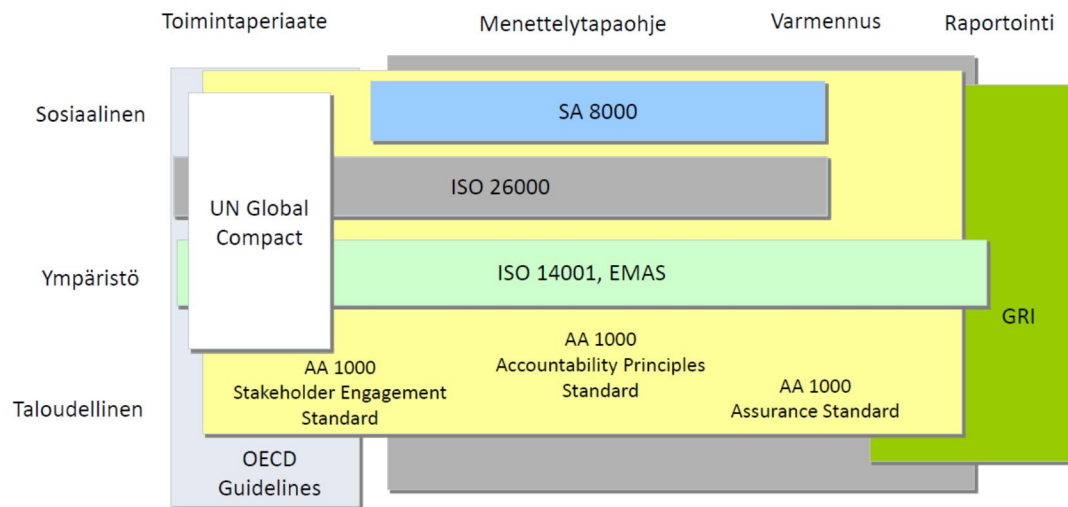 Toimintaperiaate
Menettelytapaohje
Varmennus
Raportointi
Sosiaalinen
SA 8000
ISO 26000
UN Global
Compact
Ympäristö
ISO 14001, EMAS
GRI
AA 1000
Stakeholder Engagement
Standard
AA 1000
Accountability Principles
Standard
AA 1000
Assurance Standard
Taloudellinen
OECD
Guidelines